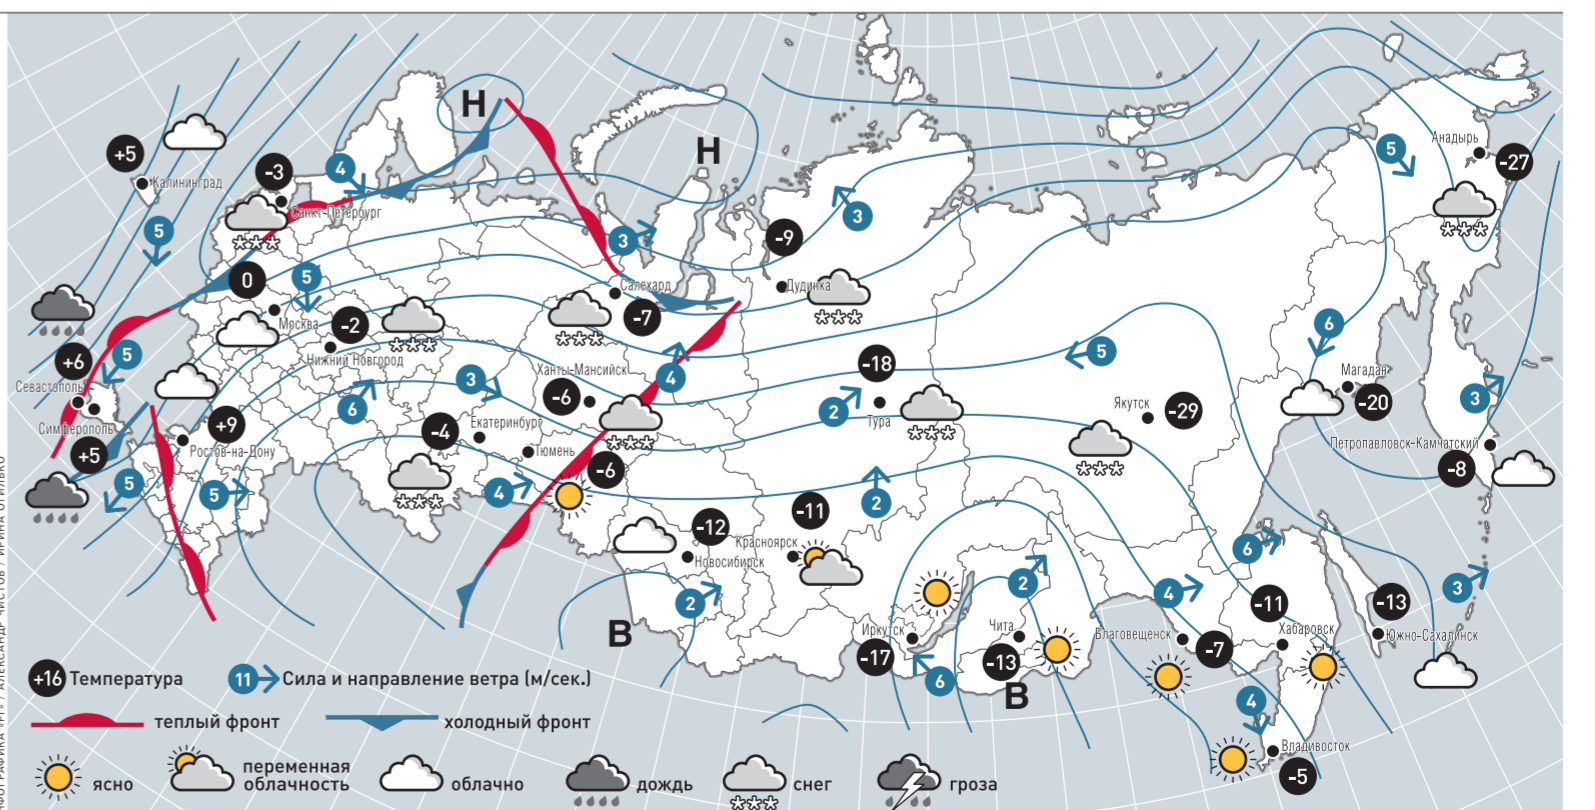 Н
Н
Анадырь
-27
5
+5
Калининград
-3
4
Санкт-Петербург
5
3
-9
3
Дудинка
0
5
Москва
-2
Нижний Новгород
Салехард
-7
6
5
-18
Магадан
-20
+6
5
Севастополь
Симферополь
+5
6
3
Ханты-Мансийск
-6
4
2
Тура
Якутск
-29
3
Петропавловск-Камчатский
-8
+9
Ростов-на-Дону
-4
Екатеринбург
Тюмень
-6
5
5
4
2
-11
-12
Красноярск
Новосибирск
6
2
В
2
4
-11
3
-13
Иркутск
-17
Чита
-13
Благовещенск
-7
Хабаровск
Южно-Сахалинск
6
В
4
Владивосток
-5
+16 Температура
11 Сила и направление ветра (м/сек.)
теплый фронт
холодный фронт
ясно
переменная
облачность
облачно
дождь
снег
гроза